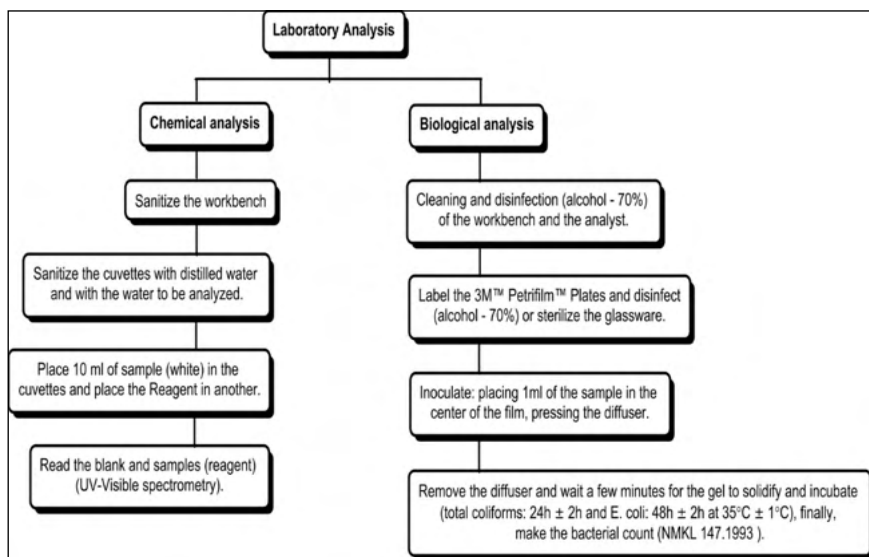 Laboratory Analysis
Chemical analysis
Sanitize the workbench
Sanitize the cuvettes with distilled water
and with the water to be analyzed.
Place 10 ml of sample (white) in the
cuvettes and place the Reagent in another.
Read the blank and samples (reagent)
(UV-Visible spectrometry).
Biological analysis
Cleaning and disinfection (alcohol - 70%)
of the workbench and the analyst.
Label the 3M™ Petrifilm™ Plates and disinfect
(alcohol - 70%) or sterilize the glassware.
Inoculate: placing 1ml of the sample in the
center of the film, pressing the diffuser.
Remove the diffuser and wait a few minutes for the gel to solidify and incubate
(total coliforms: 24h ± 2h and E. coli: 48h ± 2h at 35°C ± 1°C), finally,
make the bacterial count (NMKL 147.1993 ).